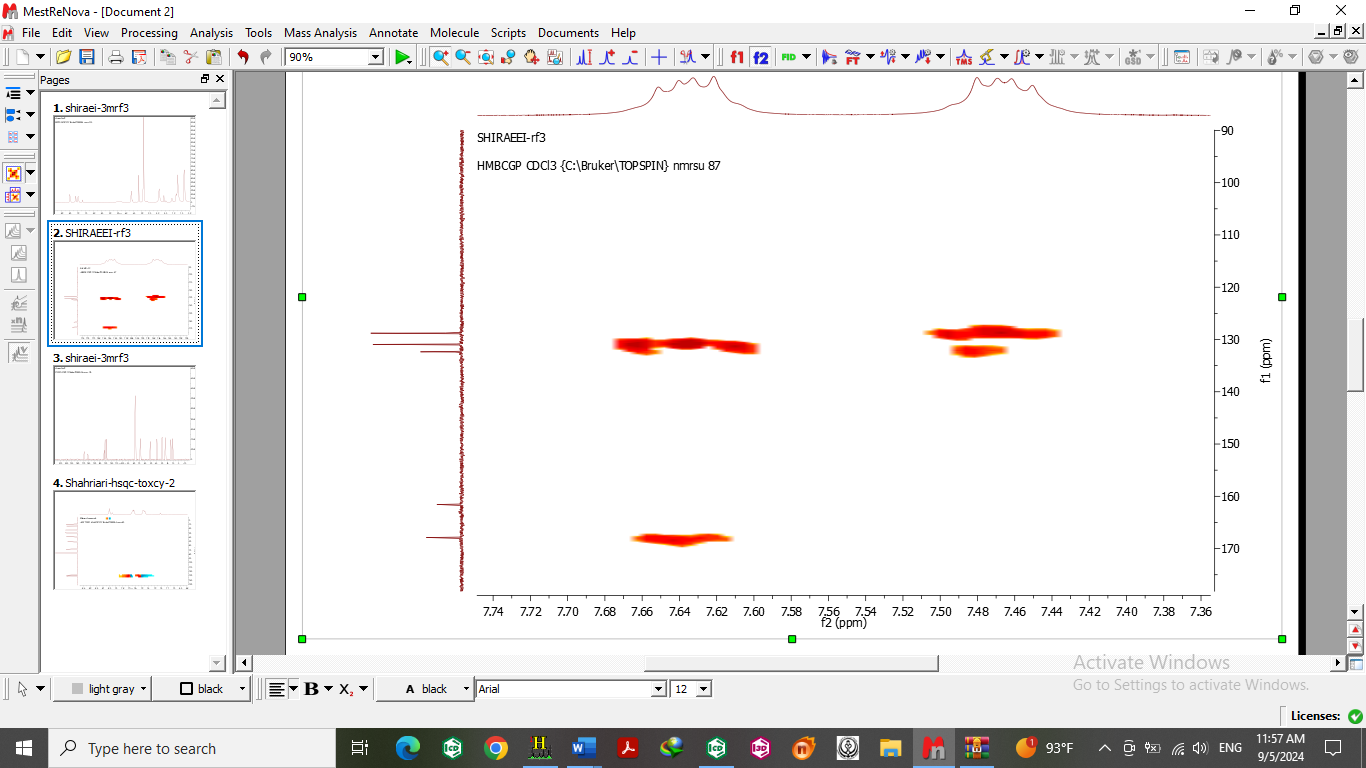 MestReNova - [Document 2]
File Edit View Processing Analysis Tools Mass Analysis Annotate Molecule Scripts Documents Help
90% f1 f2 FID FT TMS GSD
Pages
1. shiraei-3mrf3
2. SHIRAEEI-rf3
3. shiraei-3mrf3
4. Shahriari-hsqc-toxcy-2
SHIRAEEI-rf3
HMBCGP CDCl3 {C:\Bruker\TOPSPIN} nmrsu 87
90
100
110
120
130
140
150
160
170
f1 (ppm)
7.74 7.72 7.70 7.68 7.66 7.64 7.62 7.60 7.58 7.56 7.54 7.52 7.50 7.48 7.46 7.44 7.42 7.40 7.38 7.36
f2 (ppm)
Activate Windows
Go to Settings to activate Windows.
light gray black B X₂ A black Arial 12
Licenses:
Type here to search
93°F ENG
11:57 AM
9/5/2024